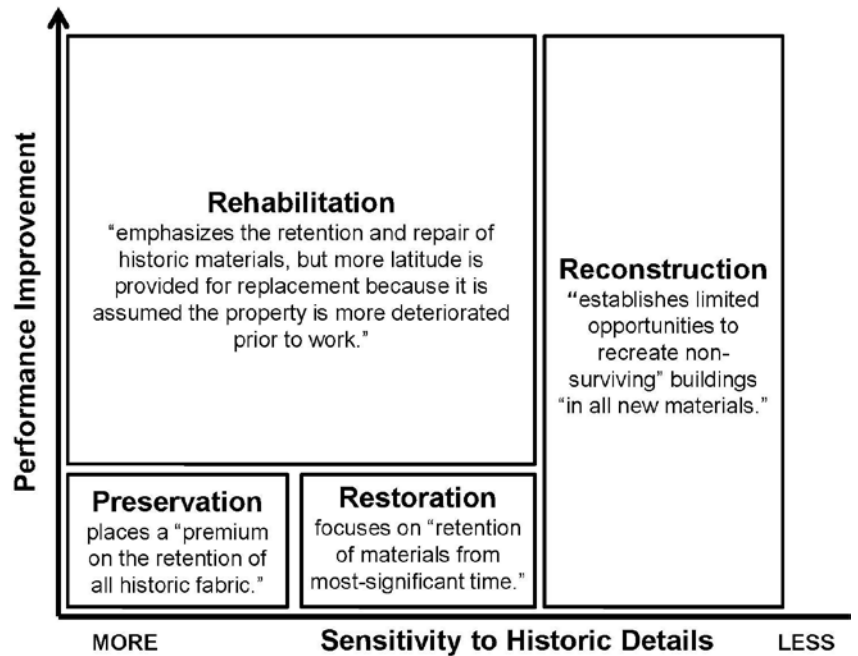 Performance Improvement
Rehabilitation
"emphasizes the retention and repair of
historic materials, but more latitude is
provided for replacement because it is
assumed the property is more deteriorated
prior to work."
Reconstruction
"establishes limited
opportunities to
recreate non-
surviving" buildings
"in all new materials."
Preservation
places a "premium
on the retention of
all historic fabric."
Restoration
focuses on "retention
of materials from
most-significant time."
MORE Sensitivity to Historic Details LESS